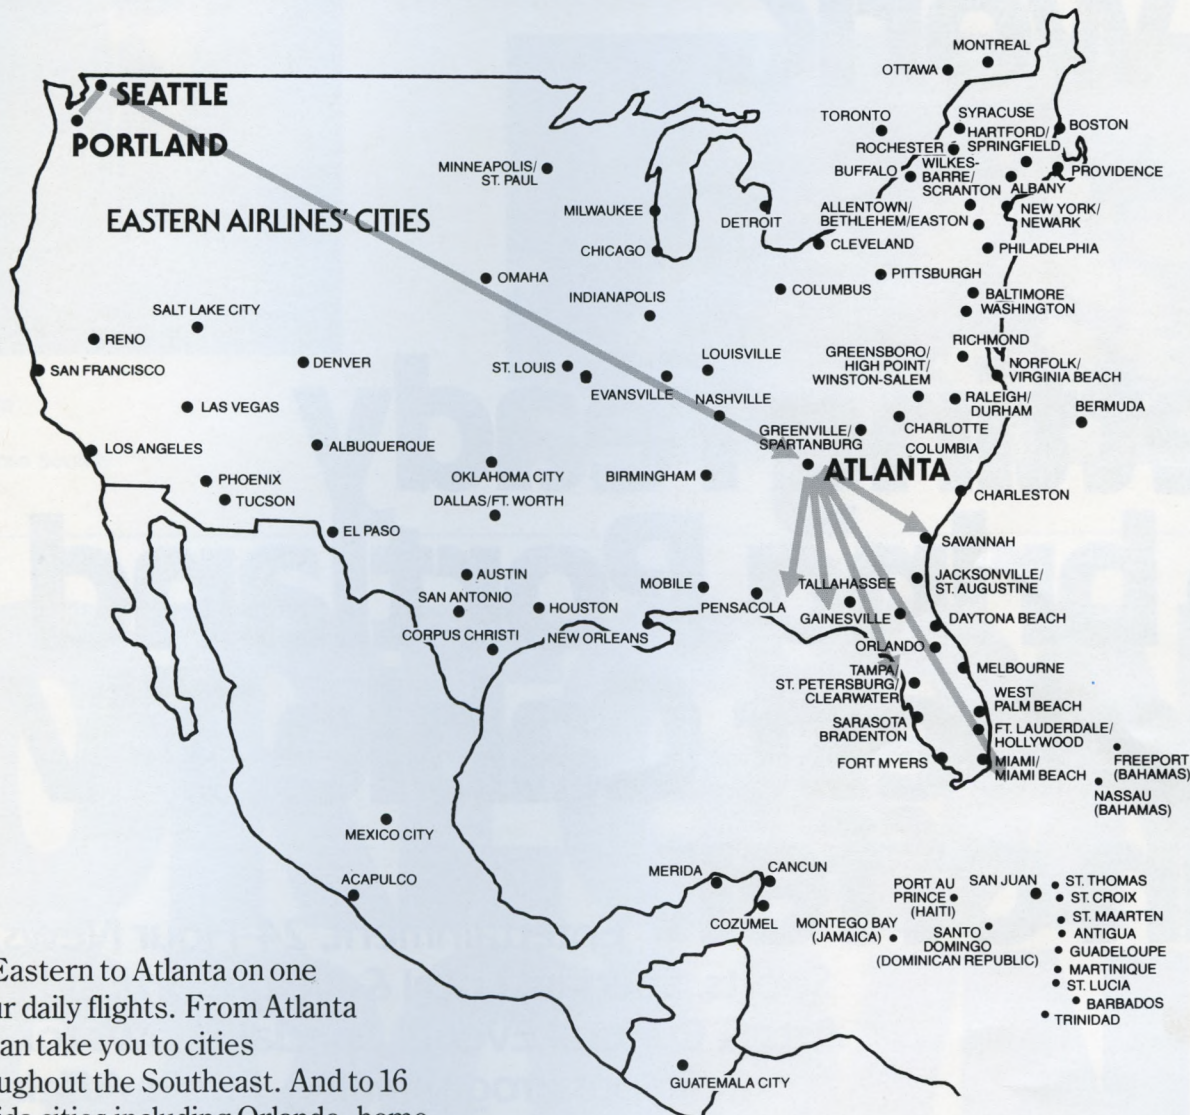 MONTREAL
OTTAWA
SEATTLE
PORTLAND
TORONTO
SYRACUSE
BOSTON
ROCHESTER
HARTFORD/
SPRINGFIELD
MINNEAPOLIS/
ST. PAUL
BUFFALO
WILKES-
BARRE/
SCRANTON
ALBANY
PROVIDENCE
EASTERN AIRLINES' CITIES
MILWAUKEE
DETROIT
ALLENTOWN/
BETHLEHEM/EASTON
NEW YORK/
NEWARK
CHICAGO
CLEVELAND
PHILADELPHIA
OMAHA
COLUMBUS
PITTSBURGH
INDIANAPOLIS
BALTIMORE
WASHINGTON
SALT LAKE CITY
RENO
RICHMOND
SAN FRANCISCO
DENVER
ST. LOUIS
LOUISVILLE
GREENSBORO/
HIGH POINT/
WINSTON-SALEM
NORFOLK/
VIRGINIA BEACH
EVANSVILLE
NASHVILLE
RALEIGH/
DURHAM
BERMUDA
LAS VEGAS
GREENVILLE/
SPARTANBURG
CHARLOTTE
COLUMBIA
LOS ANGELES
ALBUQUERQUE
OKLAHOMA CITY
BIRMINGHAM
ATLANTA
PHOENIX
TUCSON
DALLAS/FT. WORTH
CHARLESTON
EL PASO
SAVANNAH
AUSTIN
MOBILE
TALLAHASSEE
JACKSONVILLE/
ST. AUGUSTINE
SAN ANTONIO
HOUSTON
PENSACOLA
GAINESVILLE
DAYTONA BEACH
CORPUS CHRISTI
NEW ORLEANS
ORLANDO
TAMPA/
ST. PETERSBURG/
CLEARWATER
MELBOURNE
WEST
PALM BEACH
SARASOTA
BRADENTON
FT. LAUDERDALE/
HOLLYWOOD
FORT MYERS
MIAMI/
MIAMI BEACH
FREEPORT
(BAHAMAS)
NASSAU
(BAHAMAS)
MEXICO CITY
ACAPULCO
MERIDA
CANCUN
COZUMEL
PORT AU
PRINCE
(HAITI)
SAN JUAN
ST. THOMAS
ST. CROIX
MONTEGO BAY
(JAMAICA)
SANTO
DOMINGO
(DOMINICAN REPUBLIC)
ST. MAARTEN
ANTIGUA
GUADELOUPE
MARTINIQUE
ST. LUCIA
BARBADOS
TRINIDAD
GUATEMALA CITY
Eastern to Atlanta on one
daily flights. From Atlanta
take you to cities
the Southeast. And to 16
cities including Orlando, home